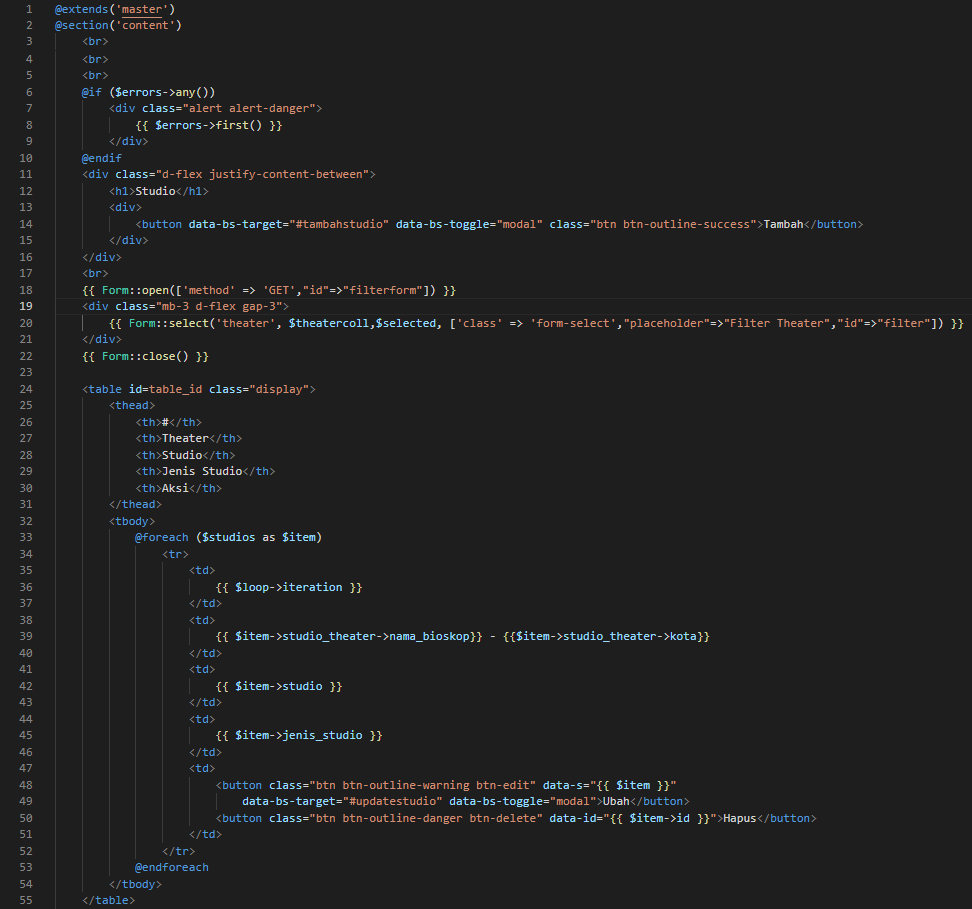 1 @extends('master')
2 @section('content')
3 <br>
4 <br>
5 <br>
6 @if ($errors->any())
7 <div class="alert alert-danger">
8 {{ $errors->first() }}
9 </div>
10 @endif
11 <div class="d-flex justify-content-between">
12 <h1>Studio</h1>
13 <div>
14 <button data-bs-target="#tambahstudio" data-bs-toggle="modal" class="btn btn-outline-success">Tambah</button>
15 </div>
16 </div>
17 <br>
18 {{ Form::open(['method' => 'GET',"id"=>"filterform"]) }}
19 <div class="mb-3 d-flex gap-3">
20 {{ Form::select('theater', $theatercoll,$selected, ['class' => 'form-select',"placeholder"=>"Filter Theater","id"=>"filter"]) }}
21 </div>
22 {{ Form::close() }}
23
24 <table id=table_id class="display">
25 <thead>
26 <th>#</th>
27 <th>Theater</th>
28 <th>Studio</th>
29 <th>Jenis Studio</th>
30 <th>Aksi</th>
31 </thead>
32 <tbody>
33 @foreach ($studios as $item)
34 <tr>
35 <td>
36 {{ $loop->iteration }}
37 </td>
38 <td>
39 {{ $item->studio_theater->nama_bioskop}} - {{$item->studio_theater->kota}}
40 </td>
41 <td>
42 {{ $item->studio }}
43 </td>
44 <td>
45 {{ $item->jenis_studio }}
46 </td>
47 <td>
48 <button class="btn btn-outline-warning btn-edit" data-s="{{ $item }}"
49 data-bs-target="#updatestudio" data-bs-toggle="modal">Ubah</button>
50 <button class="btn btn-outline-danger btn-delete" data-id="{{ $item->id }}">Hapus</button>
51 </td>
52 </tr>
53 @endforeach
54 </tbody>
55 </table>